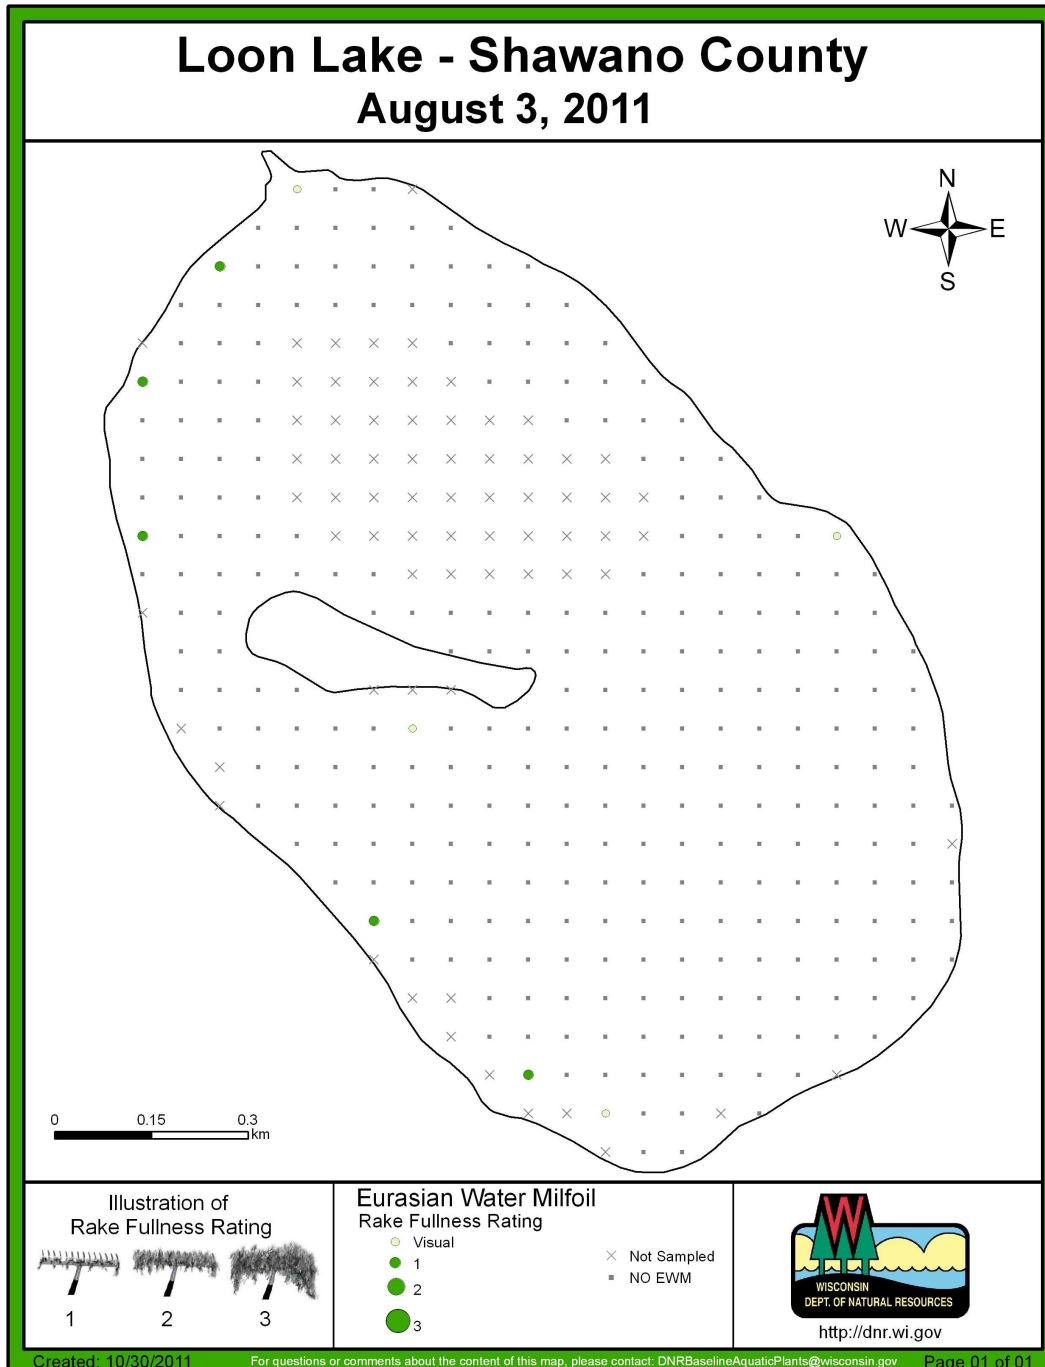 Loon Lake - Shawano County
August 3, 2011
N
W E
S
0 0.15 0.3
km
Illustration of
Rake Fullness Rating
1 2 3
Eurasian Water Milfoil
Rake Fullness Rating
Visual
1
2
3
Not Sampled
NO EWM
W
WISCONSIN
DEPT. OF NATURAL RESOURCES
http://dnr.wi.gov
Created: 10/30/2011
For questions or comments about the content of this map, please contact: DNRBaselineAquaticPlants@wisconsin.gov
Page 01 of 01